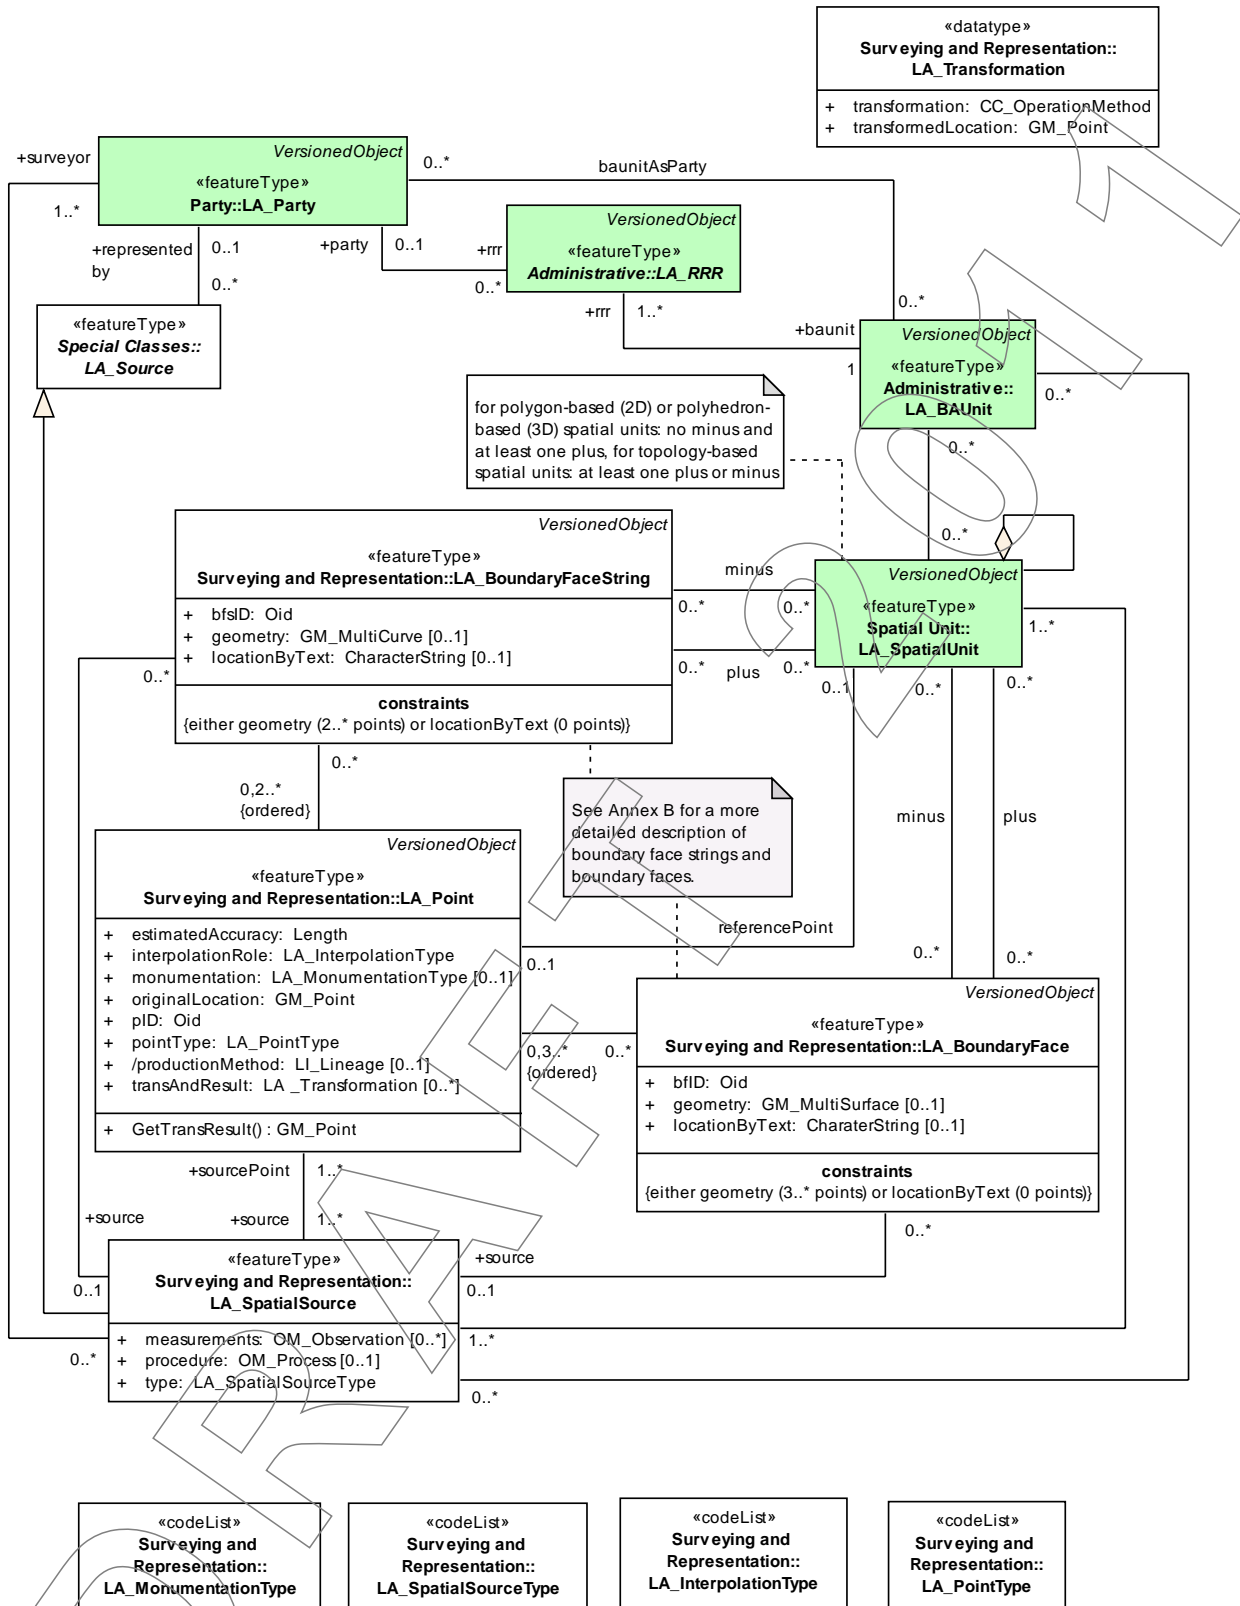 «datatype»
Surveying and Representation::
LA_Transformation
+ transformation: CC_OperationMethod
+ transformedLocation: GM_Point
+surveyor
1..*
VersionedObject
«featureType»
Party::LA_Party
0..*
baunitAsParty
+represented
by
0..1
0..*
+party
0..1
+rrr
0..*
VersionedObject
«featureType»
Administrative::LA_RRR
+rrr
1..*
0..*
+baunit
1
VersionedObject
«featureType»
Administrative::
LA_BAUnit
0..*
0..*
«featureType»
Special Classes::
LA_Source
for polygon-based (2D) or polyhedron-
based (3D) spatial units: no minus and
at least one plus, for topology-based
spatial units: at least one plus or minus
0..*
VersionedObject
«featureType»
Surveying and Representation::LA_BoundaryFaceString
+ bfsID: Oid
+ geometry: GM_MultiCurve [0..1]
+ locationByText: CharacterString [0..1]
constraints
{either geometry (2..* points) or locationByText (0 points)}
minus
0..*
0..*
0..*
plus
0..*
VersionedObject
«featureType»
Spatial Unit::
LA_SpatialUnit
1..*
0..1
0..*
0..*
0..*
0..*
0,2..*
{ordered}
See Annex B for a more
detailed description of
boundary face strings and
boundary faces.
minus
plus
VersionedObject
«featureType»
Surveying and Representation::LA_Point
+ estimatedAccuracy: Length
+ interpolationRole: LA_InterpolationType
+ monumentation: LA_MonumentationType [0..1]
+ originalLocation: GM_Point
+ pID: Oid
+ pointType: LA_PointType
+ /productionMethod: LI_Lineage [0..1]
+ transAndResult: LA _Transformation [0..*]
+ GetTransResult() : GM_Point
referencePoint
0..1
0..*
0..*
0,3..*
{ordered}
0..*
VersionedObject
«featureType»
Surveying and Representation::LA_BoundaryFace
+ bfID: Oid
+ geometry: GM_MultiSurface [0..1]
+ locationByText: CharaterString [0..1]
constraints
{either geometry (3..* points) or locationByText (0 points)}
+sourcePoint
1..*
+source
+source
1..*
0..*
+source
0..1
0..1
«featureType»
Surveying and Representation::
LA_SpatialSource
+ measurements: OM_Observation [0..*]
+ procedure: OM_Process [0..1]
+ type: LA_SpatialSourceType
0..*
1..*
0..*
«codeList»
Surveying and
Representation::
LA_MonumentationType
«codeList»
Surveying and
Representation::
LA_SpatialSourceType
«codeList»
Surveying and
Representation::
LA_InterpolationType
«codeList»
Surveying and
Representation::
LA_PointType